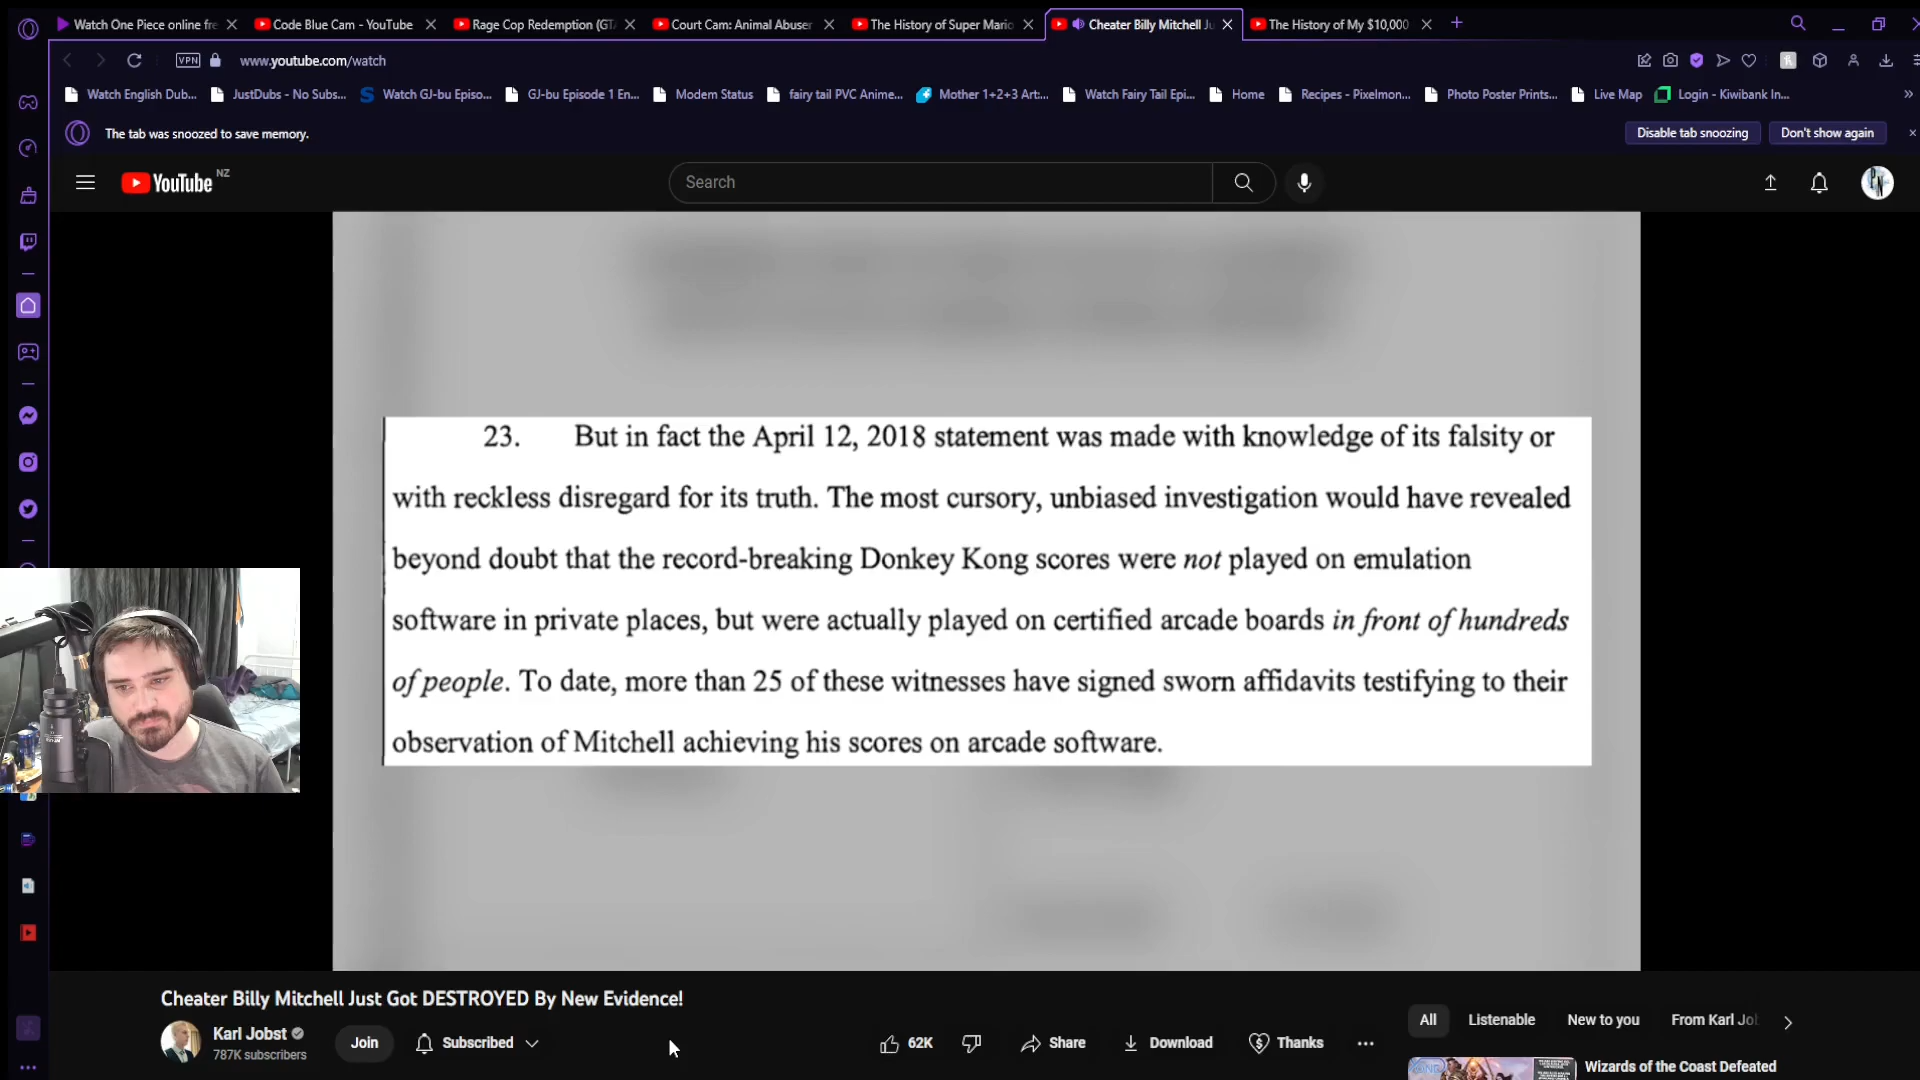 Watch One Piece online fre
Code Blue Cam - YouTube
Rage Cop Redemption (GT
Court Cam: Animal Abuser
The History of Super Mario
Cheater Billy Mitchell Ju
The History of My $10,000
VPN
www.youtube.com/watch
Watch English Dub...
JustDubs - No Subs...
Watch GJ-bu Episo...
GJ-bu Episode 1 En...
Modem Status
fairy tail PVC Anime...
Mother 1+2+3 Art:...
Watch Fairy Tail Epi...
Home
Recipes - Pixelmon...
Photo Poster Prints...
Live Map
Login - Kiwibank In...
The tab was snoozed to save memory.
Disable tab snoozing
Don't show again
YouTube NZ
Search
23. But in fact the April 12, 2018 statement was made with knowledge of its falsity or
with reckless disregard for its truth. The most cursory, unbiased investigation would have revealed
beyond doubt that the record-breaking Donkey Kong scores were not played on emulation
software in private places, but were actually played on certified arcade boards in front of hundreds
of people. To date, more than 25 of these witnesses have signed sworn affidavits testifying to their
observation of Mitchell achieving his scores on arcade software.
Cheater Billy Mitchell Just Got DESTROYED By New Evidence!
Karl Jobst
787K subscribers
Join
Subscribed
62K
Share
Download
Thanks
All
Listenable
New to you
From Karl Jo
Wizards of the Coast Defeated